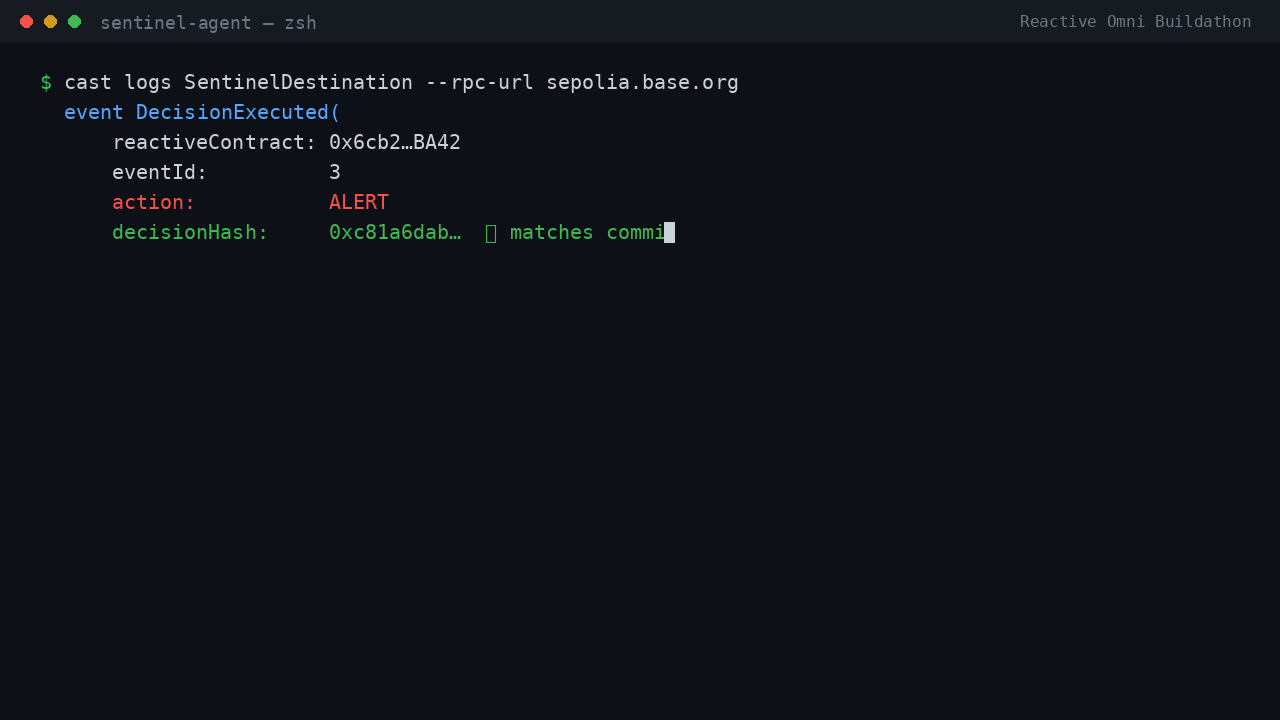 sentinel-agent — zsh
Reactive Omni Buildathon
$ cast logs SentinelDestination --rpc-url sepolia.base.org
event DecisionExecuted(
reactiveContract: 0x6cb2…BA42
eventId: 3
action: ALERT
decisionHash: 0xc81a6dab… ▯ matches commi